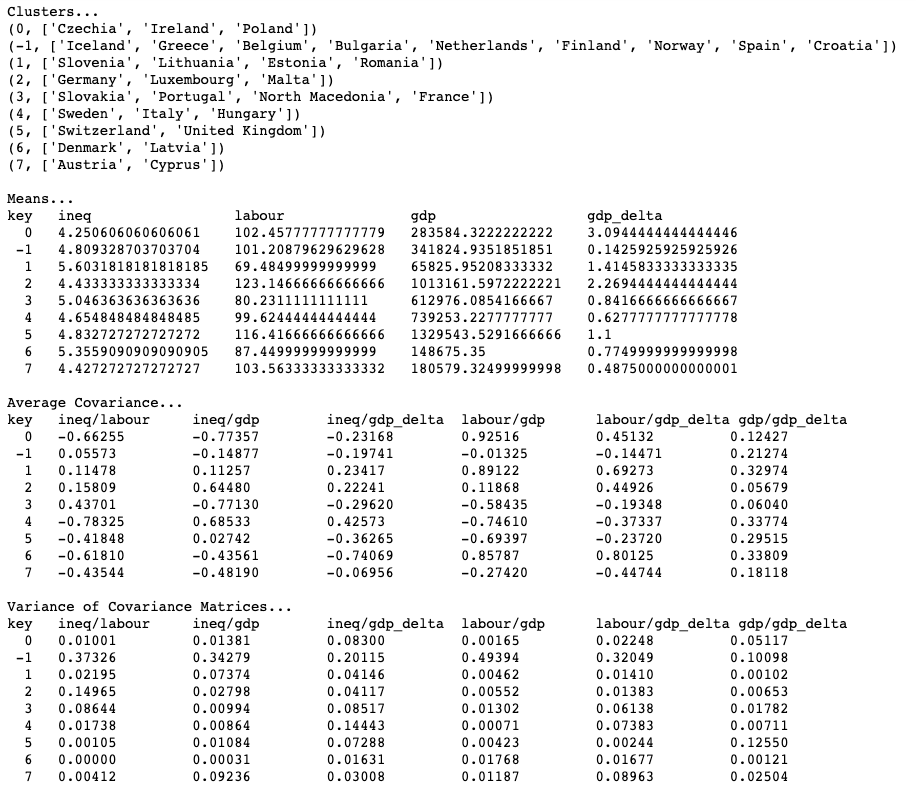 Clusters...
(0, ['Czechia', 'Ireland', 'Poland'])
(-1, ['Iceland', 'Greece', 'Belgium', 'Bulgaria', 'Netherlands', 'Finland', 'Norway', 'Spain', 'Croatia'])
(1, ['Slovenia', 'Lithuania', 'Estonia', 'Romania'])
(2, ['Germany', 'Luxembourg', 'Malta'])
(3, ['Slovakia', 'Portugal', 'North Macedonia', 'France'])
(4, ['Sweden', 'Italy', 'Hungary'])
(5, ['Switzerland', 'United Kingdom'])
(6, ['Denmark', 'Latvia'])
(7, ['Austria', 'Cyprus'])
Means...
key ineq labour gdp gdp_delta
0 4.250606060606061 102.45777777777779 283584.3222222222 3.0944444444444446
-1 4.809328703703704 101.20879629629628 341824.9351851851 0.1425925925925926
1 5.6031818181818185 69.48499999999999 65825.95208333332 1.4145833333333335
2 4.433333333333334 123.14666666666666 1013161.5972222221 2.2694444444444444
3 5.046363636363636 80.2311111111111 612976.0854166667 0.8416666666666667
4 4.654848484848485 99.62444444444444 739253.2277777777 0.6277777777777778
5 4.832727272727272 116.41666666666666 1329543.5291666666 1.1
6 5.3559090909090905 87.44999999999999 148675.35 0.7749999999999998
7 4.427272727272727 103.56333333333332 180579.32499999998 0.4875000000000001
Average Covariance...
key ineq/labour ineq/gdp ineq/gdp_delta labour/gdp labour/gdp_delta gdp/gdp_delta
0 -0.66255 -0.77357 -0.23168 0.92516 0.45132 0.12427
-1 0.05573 -0.14877 -0.19741 -0.01325 -0.14471 0.21274
1 0.11478 0.11257 0.23417 0.89122 0.69273 0.32974
2 0.15809 0.64480 0.22241 0.11868 0.44926 0.05679
3 0.43701 -0.77130 -0.29620 -0.58435 -0.19348 0.06040
4 -0.78325 0.68533 0.42573 -0.74610 -0.37337 0.33774
5 -0.41848 0.02742 -0.36265 -0.69397 -0.23720 0.29515
6 -0.61810 -0.43561 -0.74069 0.85787 0.80125 0.33809
7 -0.43544 -0.48190 -0.06956 -0.27420 -0.44744 0.18118
Variance of Covariance Matrices...
key ineq/labour ineq/gdp ineq/gdp_delta labour/gdp labour/gdp_delta gdp/gdp_delta
0 0.01001 0.01381 0.08300 0.00165 0.02248 0.05117
-1 0.37326 0.34279 0.20115 0.49394 0.32049 0.10098
1 0.02195 0.07374 0.04146 0.00462 0.01410 0.00102
2 0.14965 0.02798 0.04117 0.00552 0.01383 0.00653
3 0.08644 0.00994 0.08517 0.01302 0.06138 0.01782
4 0.01738 0.00864 0.14443 0.00071 0.07383 0.00711
5 0.00105 0.01084 0.07288 0.00423 0.00244 0.12550
6 0.00000 0.00031 0.01631 0.01768 0.01677 0.00121
7 0.00412 0.09236 0.03008 0.01187 0.08963 0.02504